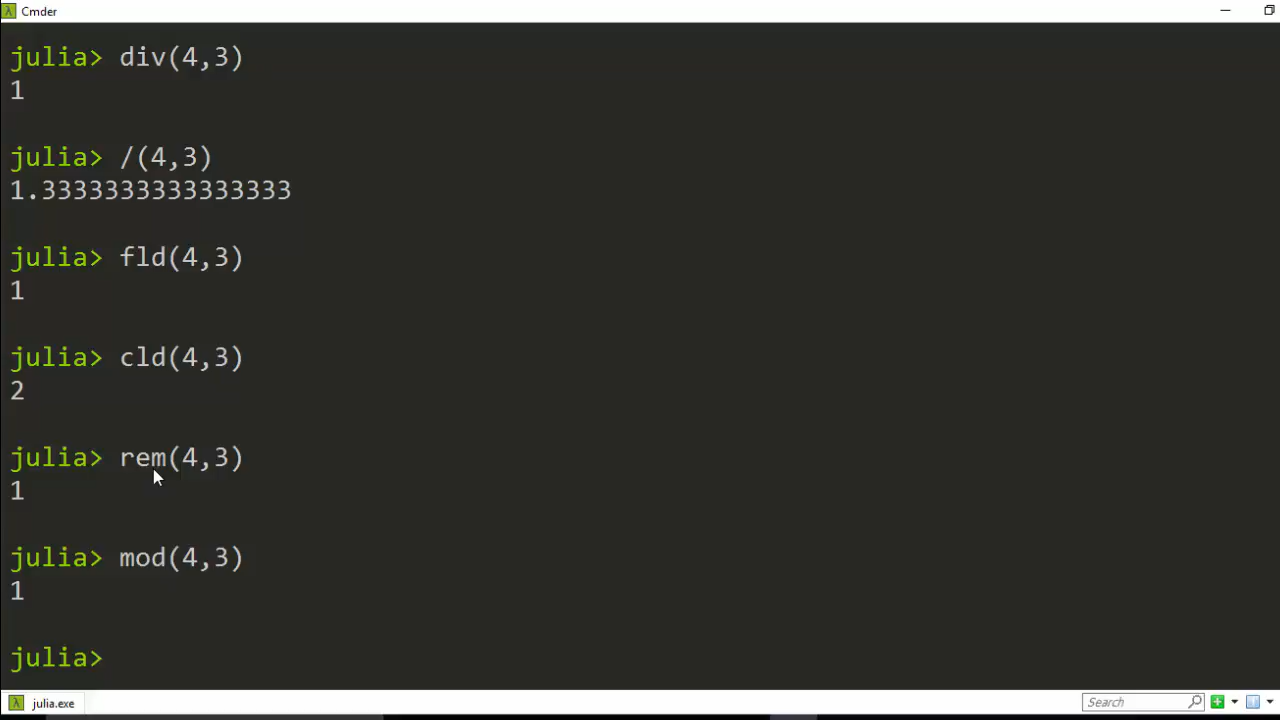 Cmder
julia> div(4,3)
1
julia> /(4,3)
1.3333333333333333
julia> fld(4,3)
1
julia> cld(4,3)
2
julia> rem(4,3)
1
julia> mod(4,3)
1
julia>
julia.exe
Search